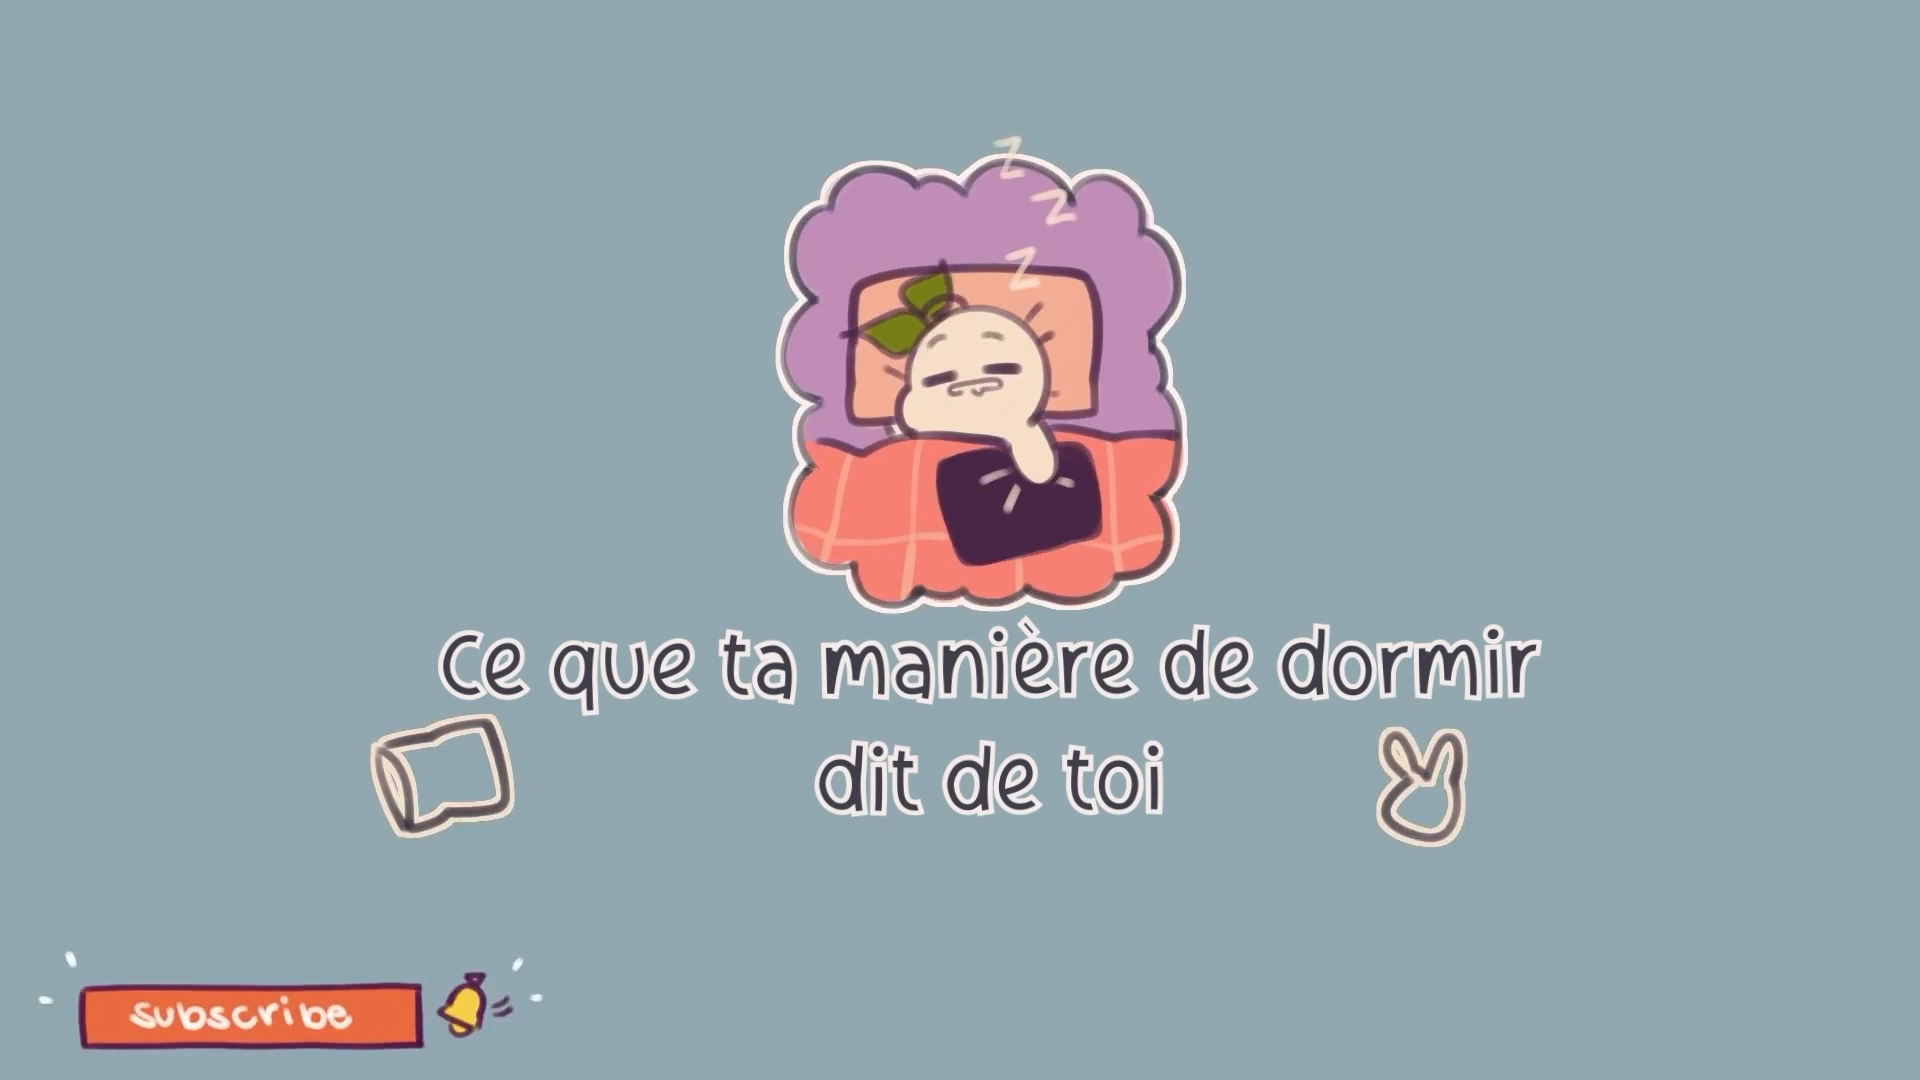 z
z
z
Ce que ta manière de dormir
dit de toi
subscribe